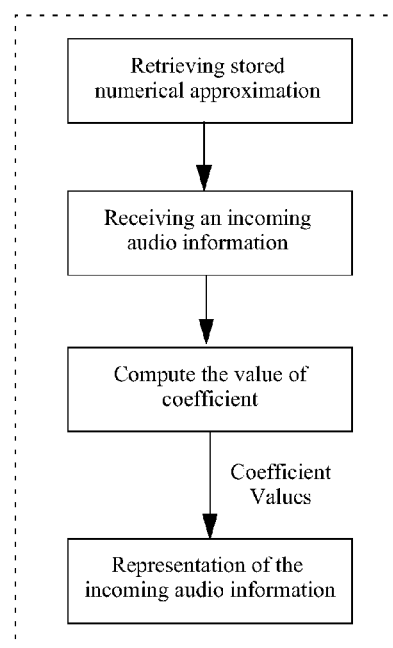 Retrieving stored
numerical approximation
Receiving an incoming
audio information
Compute the value of
coefficient
Coefficient
Values
Representation of the
incoming audio information